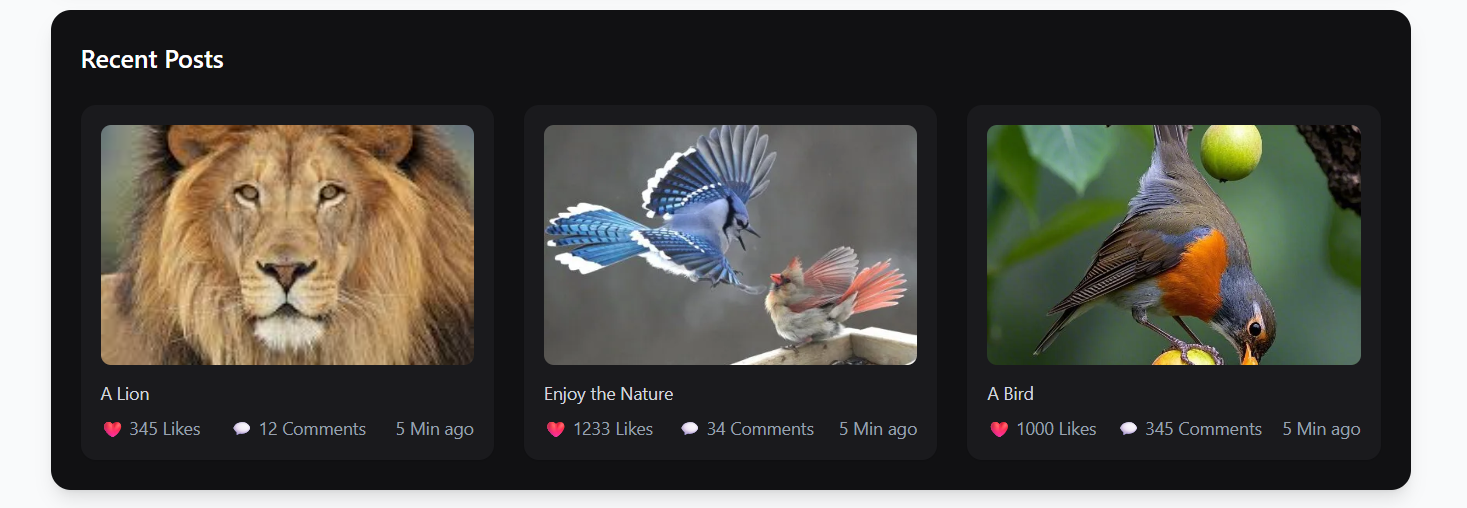 Recent Posts
A Lion
❤️ 345 Likes 💬 12 Comments 5 Min ago
Enjoy the Nature
❤️ 1233 Likes 💬 34 Comments 5 Min ago
A Bird
❤️ 1000 Likes 💬 345 Comments 5 Min ago